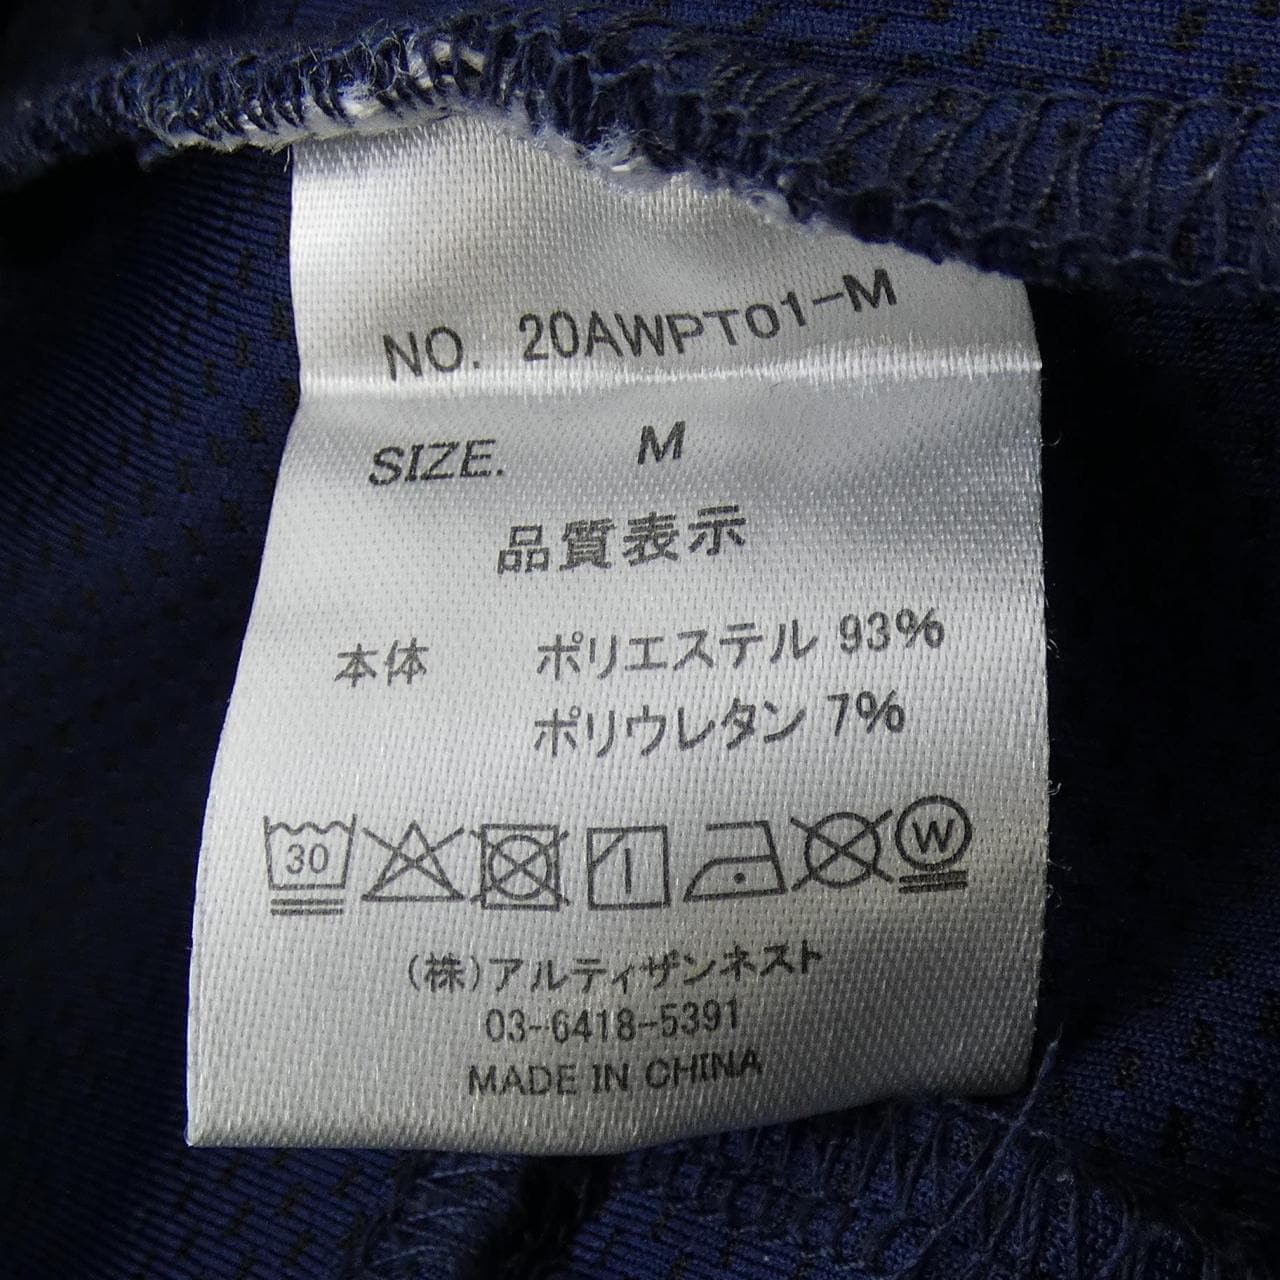 NO. 20AWPT01-M
SIZE. M
品質表示
本体 ポリエステル 93%
ポリウレタン 7%
30 W
(株)アルティザンネスト
03-6418-5391
MADE IN CHINA